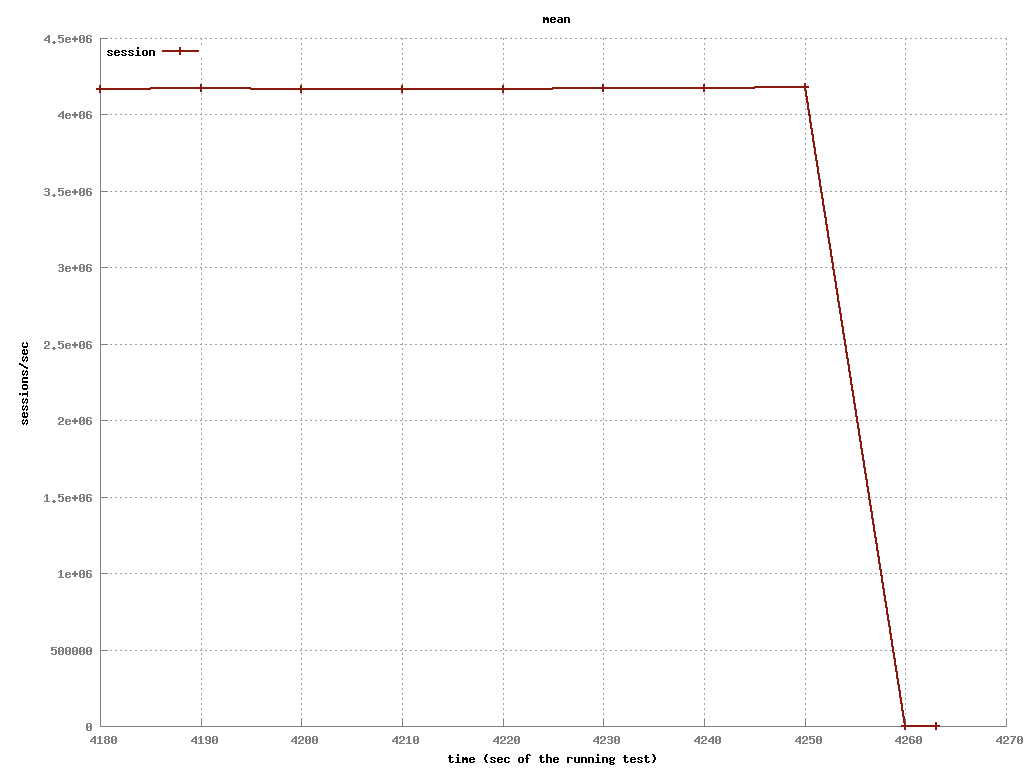 mean
session
4.5e+06
4e+06
3.5e+06
3e+06
2.5e+06
2e+06
1.5e+06
1e+06
500000
0
sessions/sec
4180 4190 4200 4210 4220 4230 4240 4250 4260 4270
time (sec of the running test)